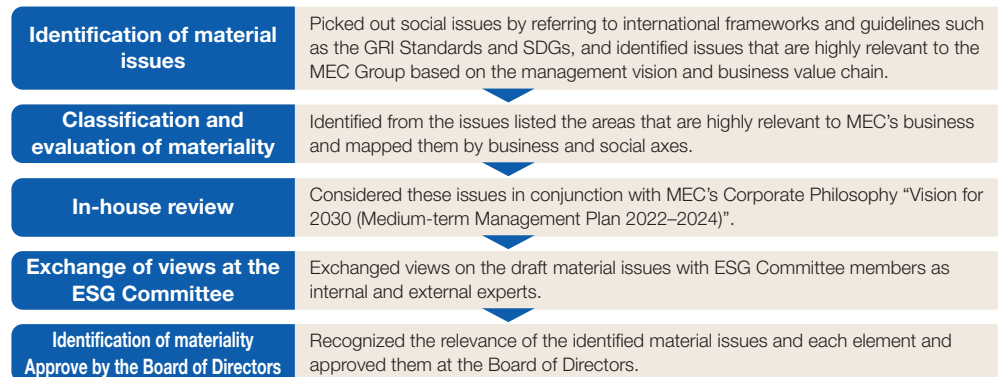 Identification of material
issues
Picked out social issues by referring to international frameworks and guidelines such
as the GRI Standards and SDGs, and identified issues that are highly relevant to the
MEC Group based on the management vision and business value chain.
Classification and
evaluation of materiality
Identified from the issues listed the areas that are highly relevant to MEC’s business
and mapped them by business and social axes.
In-house review
Considered these issues in conjunction with MEC’s Corporate Philosophy “Vision for
2030 (Medium-term Management Plan 2022–2024)”.
Exchange of views at the
ESG Committee
Exchanged views on the draft material issues with ESG Committee members as
internal and external experts.
Identification of materiality
Approve by the Board of Directors
Recognized the relevance of the identified material issues and each element and
approved them at the Board of Directors.